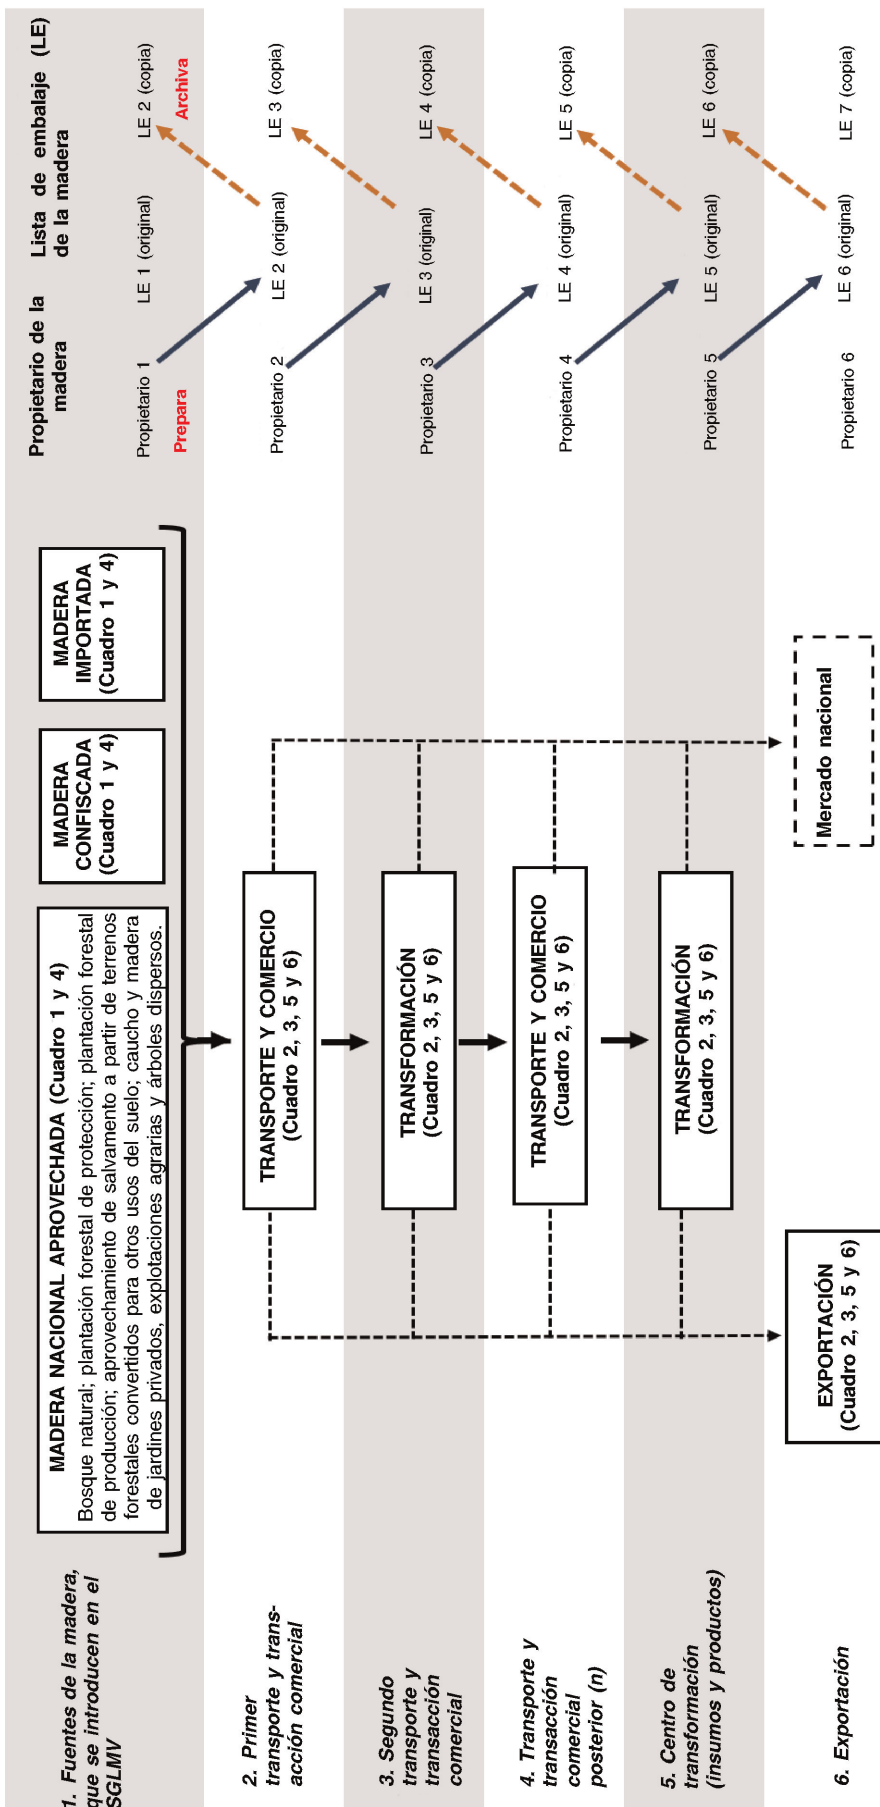 1. Fuentes de la madera,
que se introducen en el
SGLMV
MADERA NACIONAL APROVECHADA (Cuadro 1 y 4)
Bosque natural; plantación forestal de protección; plantación forestal
de producción; aprovechamiento de salvamento a partir de terrenos
forestales convertidos para otros usos del suelo; caucho y madera
de jardines privados, explotaciones agrarias y árboles dispersos.
MADERA
CONFISCADA
(Cuadro 1 y 4)
MADERA
IMPORTADA
(Cuadro 1 y 4)
Propietario de la
madera
Lista de embalaje (LE)
de la madera
Propietario 1
LE 1 (original)
LE 2 (copia)
Prepara
Archiva
2. Primer
transporte y trans-
acción comercial
TRANSPORTE Y COMERCIO
(Cuadro 2, 3, 5 y 6)
Propietario 2
LE 2 (original)
LE 3 (copia)
3. Segundo
transporte y
transacción
comercial
TRANSFORMACIÓN
(Cuadro 2, 3, 5 y 6)
Propietario 3
LE 3 (original)
LE 4 (copia)
4. Transporte y
transacción
comercial
posterior (n)
TRANSPORTE Y COMERCIO
(Cuadro 2, 3, 5 y 6)
Propietario 4
LE 4 (original)
LE 5 (copia)
5. Centro de
transformación
(insumos y productos)
TRANSFORMACIÓN
(Cuadro 2, 3, 5 y 6)
Propietario 5
LE 5 (original)
LE 6 (copia)
6. Exportación
EXPORTACIÓN
(Cuadro 2, 3, 5 y 6)
Mercado nacional
Propietario 6
LE 6 (original)
LE 7 (copia)